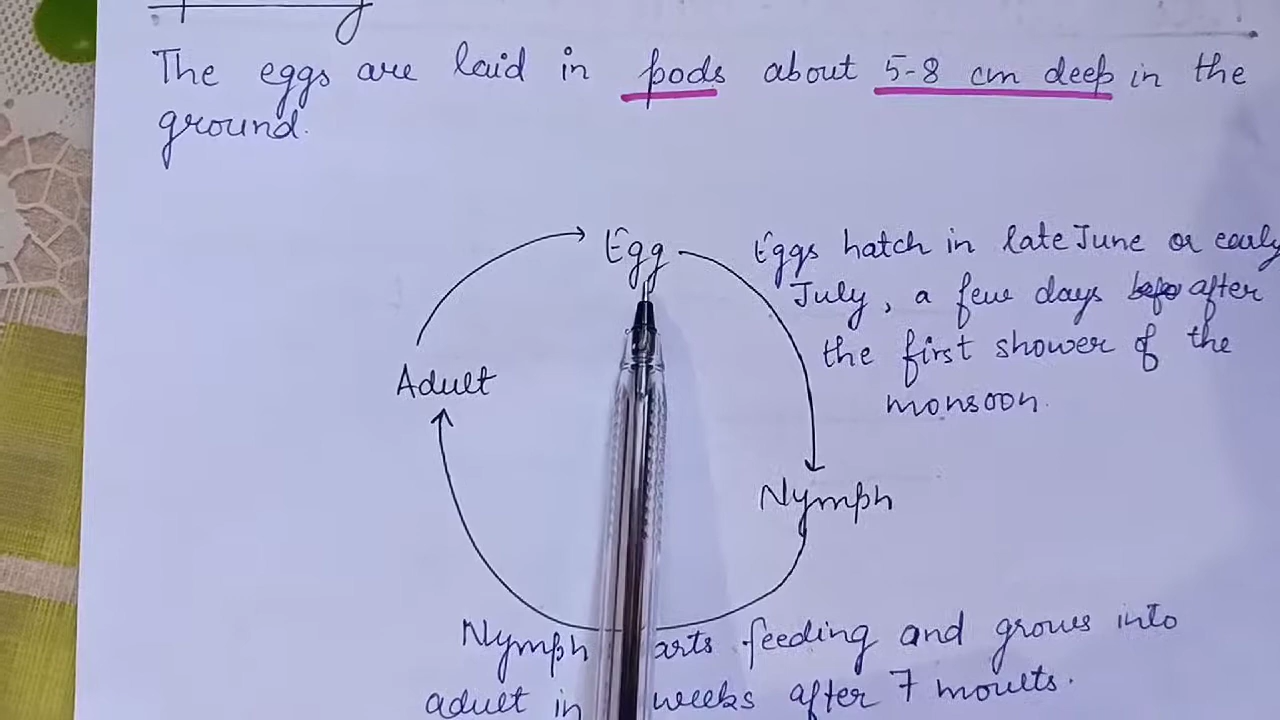 The eggs are laid in pods about 5-8 cm deep in the
ground.
Egg
Eggs hatch in late June or early
July, a few days after
the first shower of the
monsoon.
Adult
Nymph
Nymph arts feeding and grows into
adult in weeks after 7 moults.